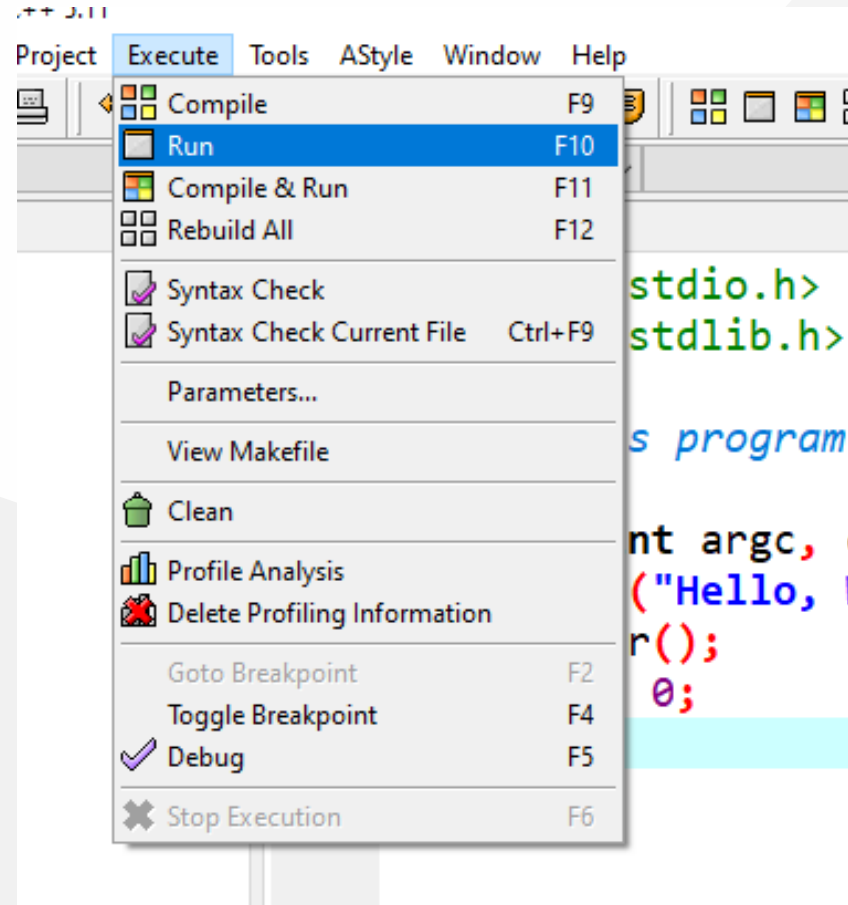 C++ 5.11
Project Execute Tools AStyle Window Help
Compile F9
Run F10
Compile & Run F11
Rebuild All F12
Syntax Check
Syntax Check Current File Ctrl+F9
Parameters...
View Makefile
Clean
Profile Analysis
Delete Profiling Information
Goto Breakpoint F2
Toggle Breakpoint F4
Debug F5
Stop Execution F6
stdio.h>
stdlib.h>
s program
nt argc,
("Hello,
r();
0;